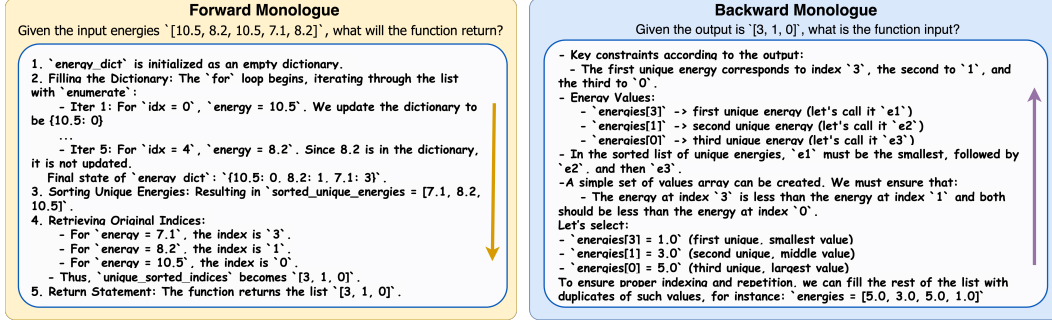 Forward Monologue
Given the input energies `[10.5, 8.2, 10.5, 7.1, 8.2]`, what will the function return?
1. `energy_dict` is initialized as an empty dictionary.
2. Filling the Dictionary: The `for` loop begins, iterating through the list
with `enumerate`:
- Iter 1: For `idx = 0`, `energy = 10.5`. We update the dictionary to
be {10.5: 0}
...
- Iter 5: For `idx = 4`, `energy = 8.2`. Since 8.2 is in the dictionary,
it is not updated.
Final state of `energy_dict`: `{10.5: 0, 8.2: 1, 7.1: 3}`.
3. Sorting Unique Energies: Resulting in `sorted_unique_energies = [7.1, 8.2,
10.5]`.
4. Retrieving Original Indices:
- For `energy = 7.1`, the index is `3`.
- For `energy = 8.2`, the index is `1`.
- For `energy = 10.5`, the index is `0`.
- Thus, `unique_sorted_indices` becomes `[3, 1, 0]`.
5. Return Statement: The function returns the list `[3, 1, 0]`.
Backward Monologue
Given the output is `[3, 1, 0]`, what is the function input?
- Key constraints according to the output:
- The first unique energy corresponds to index `3`, the second to `1`, and
the third to `0`.
- Energy Values:
- `energies[3]` -> first unique energy (let's call it `e1`)
- `energies[1]` -> second unique energy (let's call it `e2`)
- `energies[0]` -> third unique energy (let's call it `e3`)
- In the sorted list of unique energies, `e1` must be the smallest, followed by
`e2`, and then `e3`.
-A simple set of values array can be created. We must ensure that:
- The energy at index `3` is less than the energy at index `1` and both
should be less than the energy at index `0`.
Let's select:
- `energies[3] = 1.0` (first unique, smallest value)
- `energies[1] = 3.0` (second unique, middle value)
- `energies[0] = 5.0` (third unique, largest value)
To ensure proper indexing and repetition, we can fill the rest of the list with
duplicates of such values, for instance: `energies = [5.0, 3.0, 5.0, 1.0]`